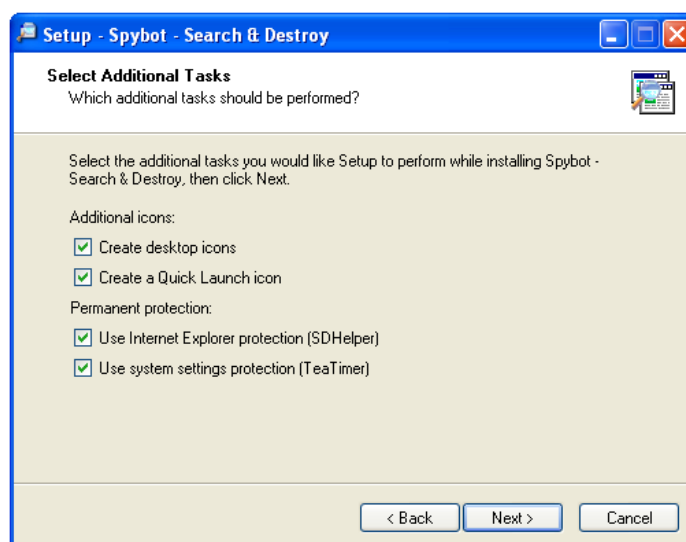 Setup - Spybot - Search & Destroy
Select Additional Tasks
Which additional tasks should be performed?
Select the additional tasks you would like Setup to perform while installing Spybot -
Search & Destroy, then click Next.
Additional icons:
Create desktop icons
Create a Quick Launch icon
Permanent protection:
Use Internet Explorer protection (SDHelper)
Use system settings protection (TeaTimer)
< Back
Next >
Cancel